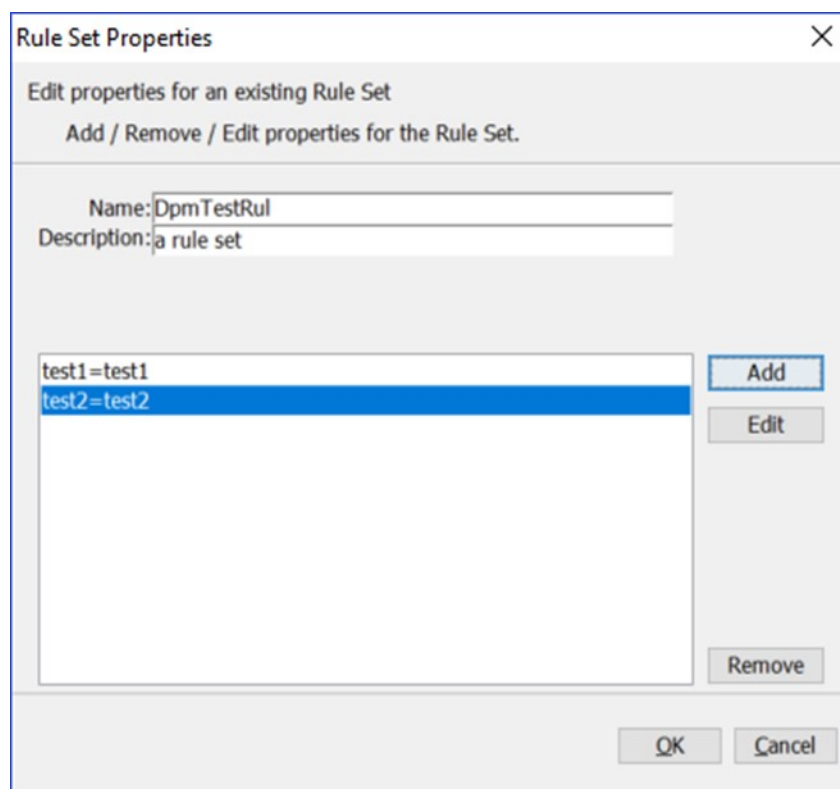 Rule Set Properties
Edit properties for an existing Rule Set
Add / Remove / Edit properties for the Rule Set.
Name: DpmTestRul
Description: a rule set
test1=test1
Add
test2=test2
Edit
Remove
OK
Cancel